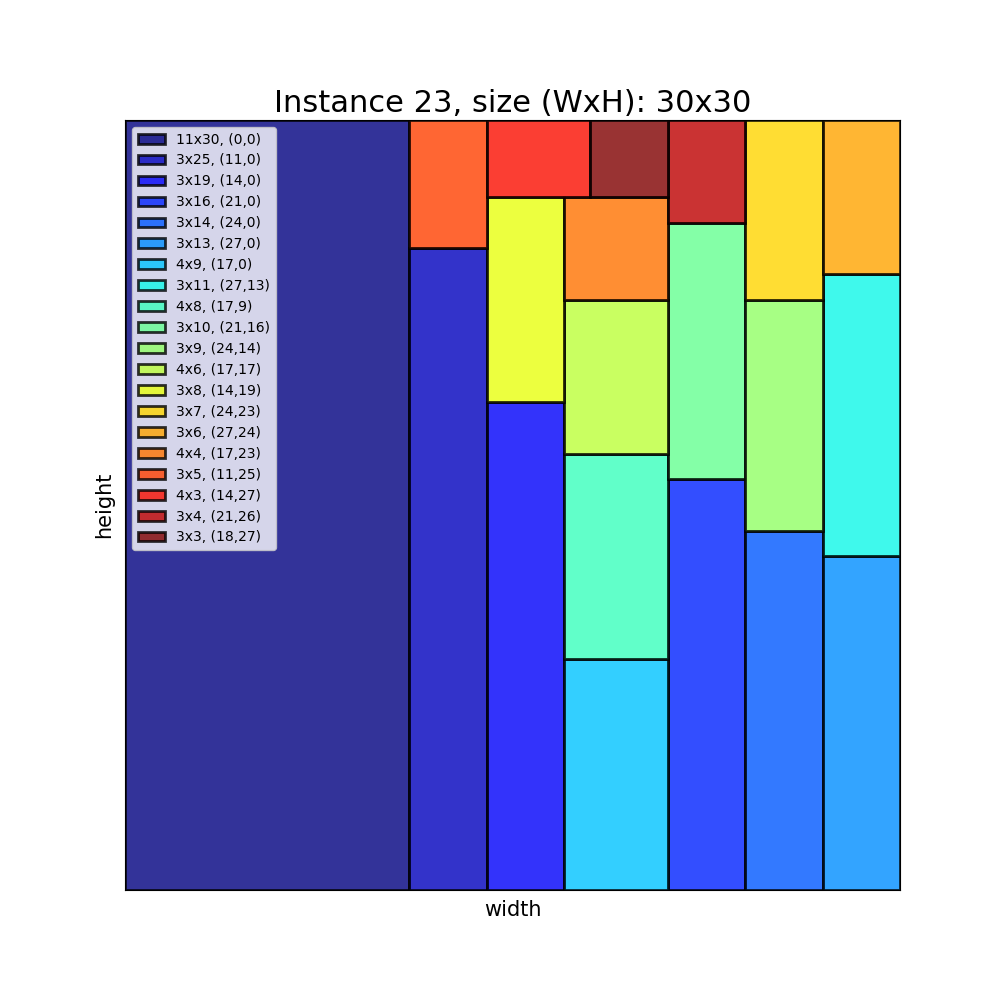 Instance 23, size (WxH): 30x30
11x30, (0,0)
3x25, (11,0)
3x19, (14,0)
3x16, (21,0)
3x14, (24,0)
3x13, (27,0)
4x9, (17,0)
3x11, (27,13)
4x8, (17,9)
3x10, (21,16)
3x9, (24,14)
4x6, (17,17)
3x8, (14,19)
3x7, (24,23)
3x6, (27,24)
4x4, (17,23)
3x5, (11,25)
4x3, (14,27)
3x4, (21,26)
3x3, (18,27)
height
width